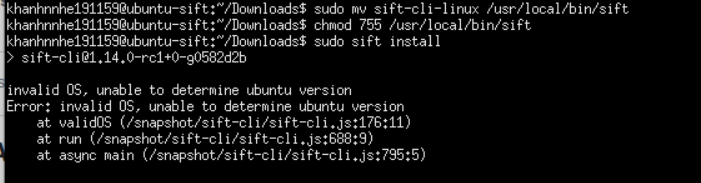 khanhnnhe191159@ubuntu-sift:~/Downloads$ sudo mv sift-cli-linux /usr/local/bin/sift
khanhnnhe191159@ubuntu-sift:~/Downloads$ chmod 755 /usr/local/bin/sift
khanhnnhe191159@ubuntu-sift:~/Downloads$ sudo sift install
> sift-cli@1.14.0-rc1+0-g0582d2b
invalid OS, unable to determine ubuntu version
Error: invalid OS, unable to determine ubuntu version
    at validOS (/snapshot/sift-cli/sift-cli.js:176:11)
    at run (/snapshot/sift-cli/sift-cli.js:688:9)
    at async main (/snapshot/sift-cli/sift-cli.js:795:5)